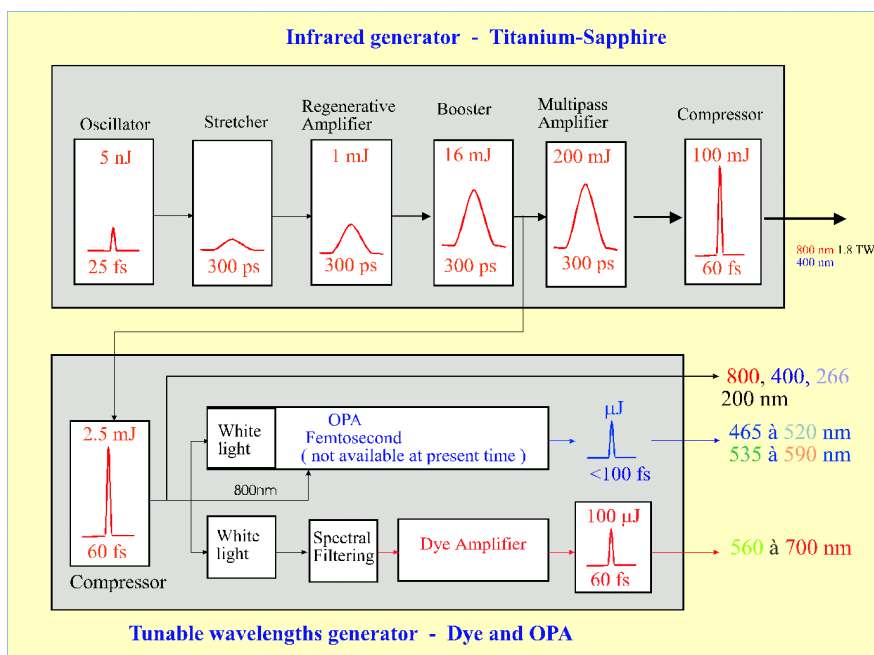 Infrared generator - Titanium-Sapphire
Oscillator
5 nJ
25 fs
Stretcher
300 ps
Regenerative
Amplifier
1 mJ
300 ps
Booster
16 mJ
300 ps
Multipass
Amplifier
200 mJ
300 ps
Compressor
100 mJ
60 fs
800 nm 1.8 TW
400 nm
2.5 mJ
60 fs
Compressor
800nm
White
light
OPA
Femtosecond
( not available at present time )
µJ
<100 fs
White
light
Spectral
Filtering
Dye Amplifier
100 µJ
60 fs
800, 400, 266
200 nm
465 à 520 nm
535 à 590 nm
560 à 700 nm
Tunable wavelengths generator - Dye and OPA